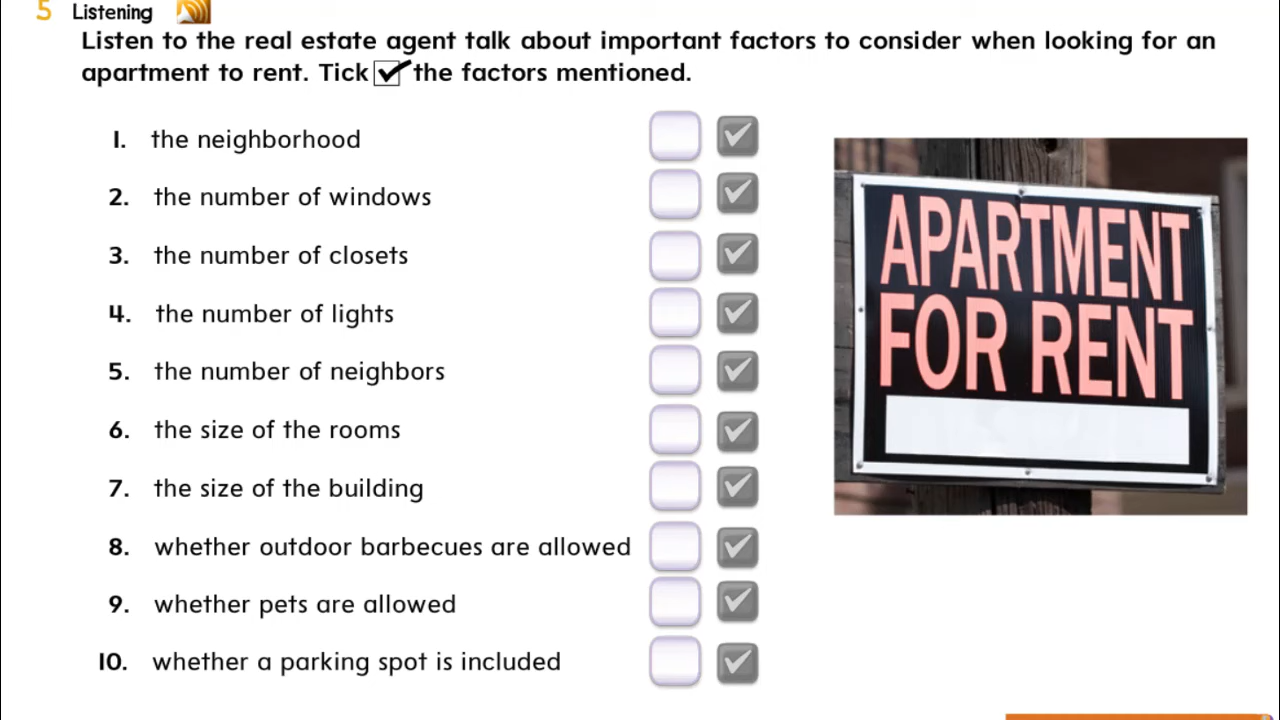 5 Listening
Listen to the real estate agent talk about important factors to consider when looking for an
apartment to rent. Tick the factors mentioned.
1. the neighborhood
2. the number of windows
3. the number of closets
4. the number of lights
5. the number of neighbors
6. the size of the rooms
7. the size of the building
8. whether outdoor barbecues are allowed
9. whether pets are allowed
10. whether a parking spot is included
APARTMENT
FOR RENT